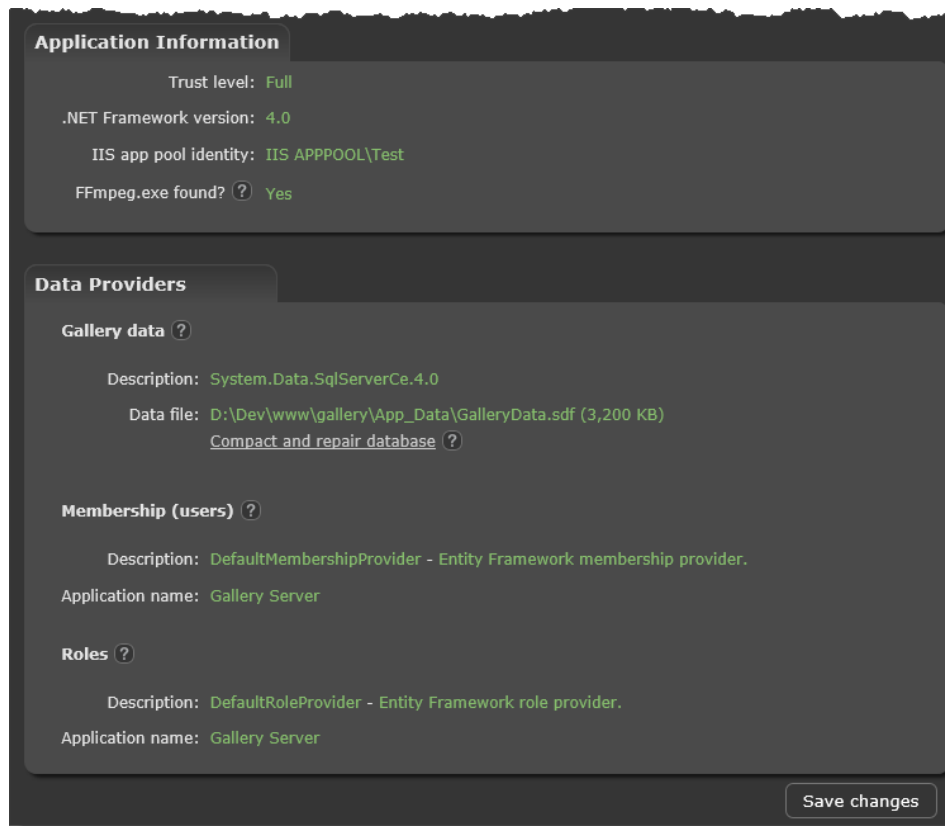 Application Information
Trust level: Full
.NET Framework version: 4.0
IIS app pool identity: IIS APPPOOL\Test
FFmpeg.exe found? ? Yes
Data Providers
Gallery data ?
Description: System.Data.SqlServerCe.4.0
Data file: D:\Dev\www\gallery\App_Data\GalleryData.sdf (3,200 KB)
Compact and repair database ?
Membership (users) ?
Description: DefaultMembershipProvider - Entity Framework membership provider.
Application name: Gallery Server
Roles ?
Description: DefaultRoleProvider - Entity Framework role provider.
Application name: Gallery Server
Save changes